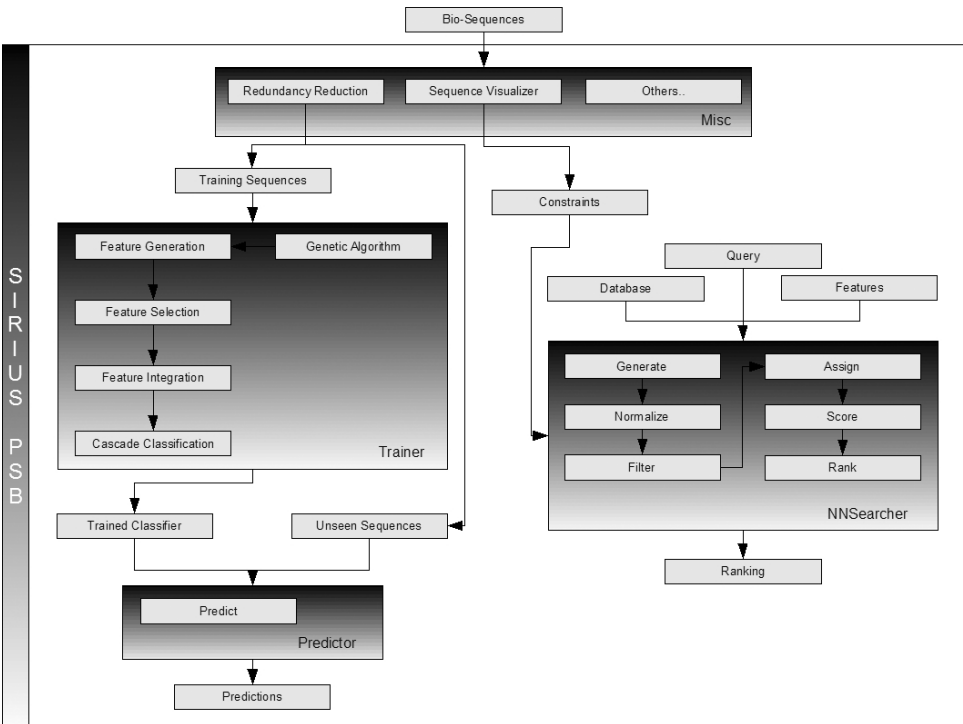 Bio-Sequences
Redundancy Reduction
Sequence Visualizer
Others..
Misc
Training Sequences
Constraints
Feature Generation
Genetic Algorithm
Feature Selection
Feature Integration
Cascade Classification
Trainer
Query
Database
Features
Generate
Assign
Normalize
Score
Filter
Rank
NNSearcher
Trained Classifier
Unseen Sequences
Ranking
Predict
Predictor
Predictions
SIRIUS PSB